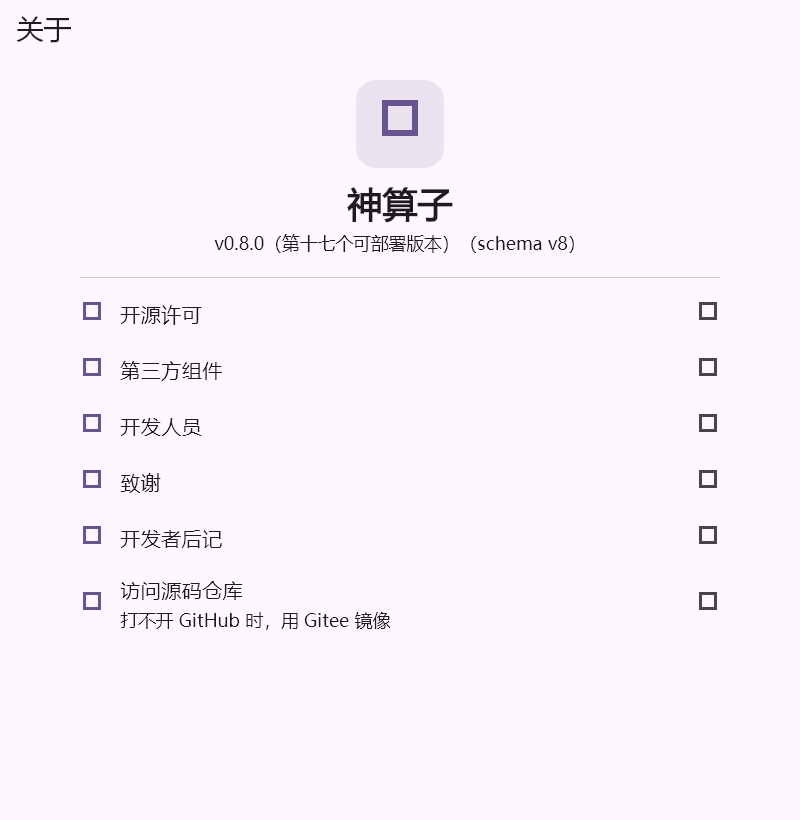 关于
神算子
v0.8.0（第十七个可部署版本）（schema v8）
开源许可
第三方组件
开发人员
致谢
开发者后记
访问源码仓库
打不开 GitHub 时，用 Gitee 镜像